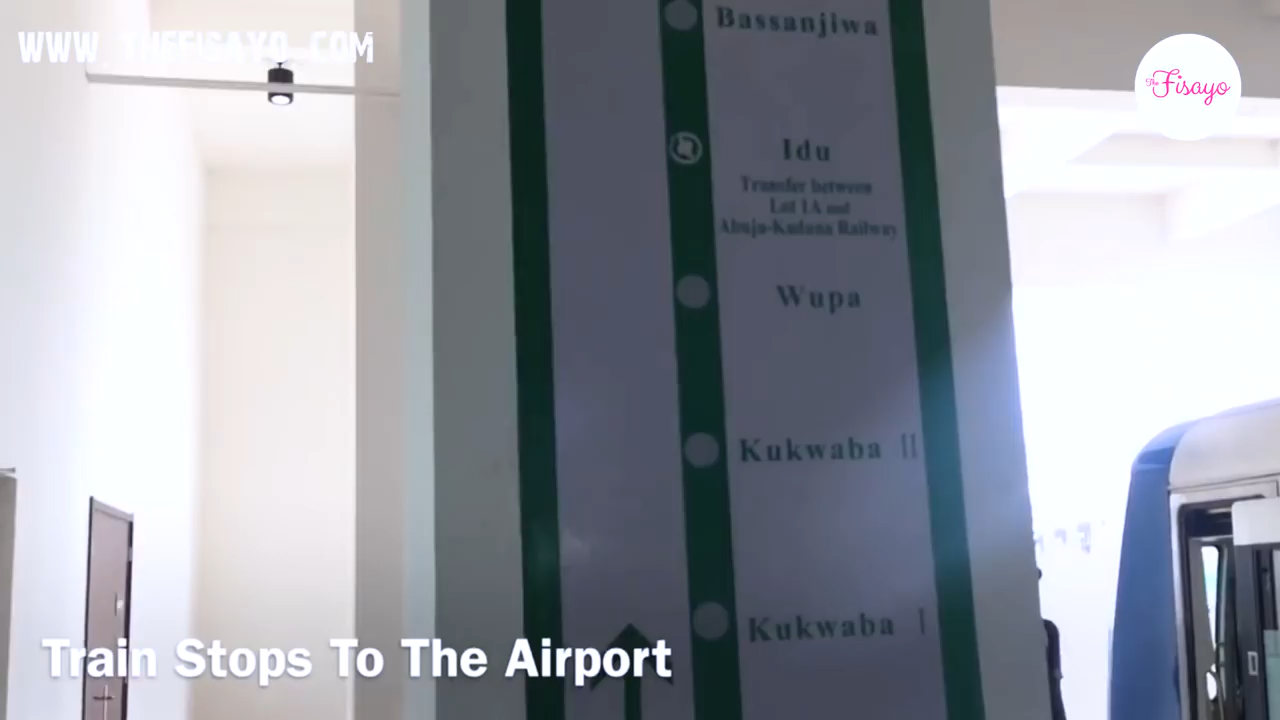 WWW.THEFISAYO.COM
The Fisayo
Bassanjiwa
Idu
Transfer between
Lot 1A and
Abuja-Kaduna Railway
Wupa
Kukwaba II
Kukwaba I
Train Stops To The Airport